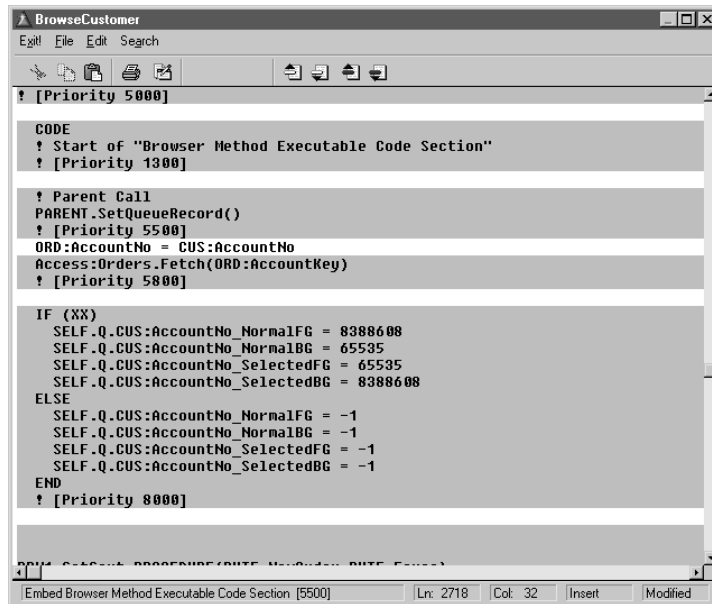 BrowseCustomer
Exit! File Edit Search
! [Priority 5000]
CODE
! Start of "Browser Method Executable Code Section"
! [Priority 1300]
! Parent Call
PARENT.SetQueueRecord()
! [Priority 5500]
ORD:AccountNo = CUS:AccountNo
Access:Orders.Fetch(ORD:AccountKey)
! [Priority 5800]
IF (XX)
SELF.Q.CUS:AccountNo_NormalFG = 8388608
SELF.Q.CUS:AccountNo_NormalBG = 65535
SELF.Q.CUS:AccountNo_SelectedFG = 65535
SELF.Q.CUS:AccountNo_SelectedBG = 8388608
ELSE
SELF.Q.CUS:AccountNo_NormalFG = -1
SELF.Q.CUS:AccountNo_NormalBG = -1
SELF.Q.CUS:AccountNo_SelectedFG = -1
SELF.Q.CUS:AccountNo_SelectedBG = -1
END
! [Priority 8000]
Embed Browser Method Executable Code Section [5500] Ln: 2718 Col: 32 Insert Modified